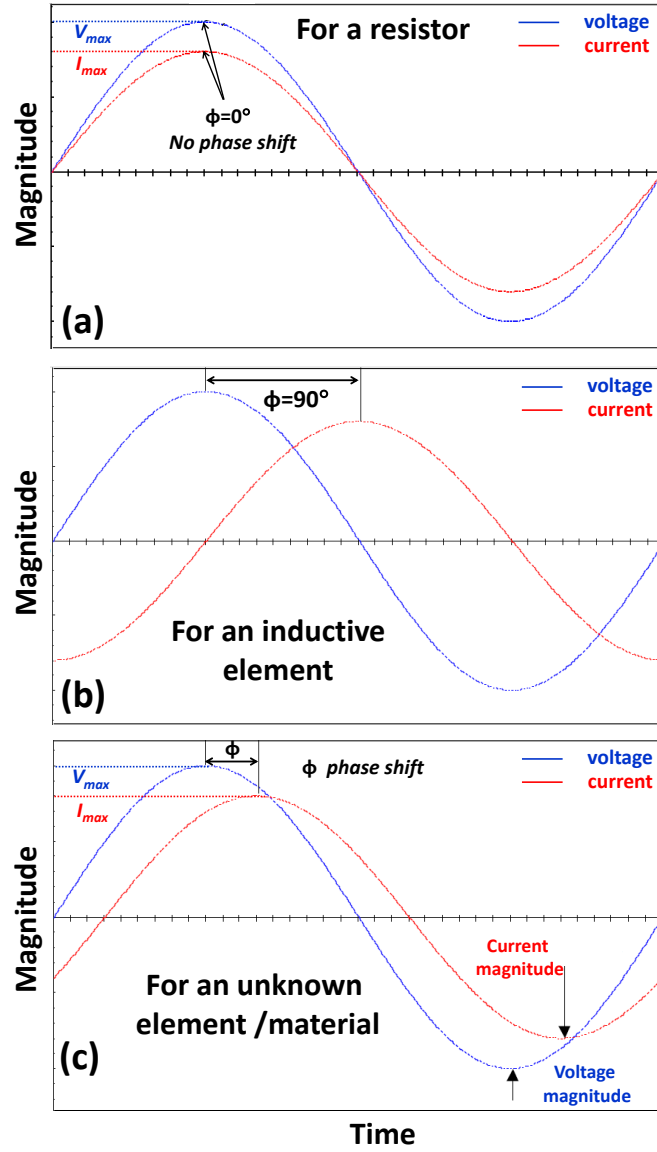 V_max
I_max
For a resistor
voltage
current
ϕ=0°
No phase shift
Magnitude
(a)
ϕ=90°
voltage
current
Magnitude
For an inductive
element
(b)
ϕ
V_max
I_max
ϕ phase shift
voltage
current
Magnitude
Current
magnitude
For an unknown
element /material
(c)
Voltage
magnitude
Time